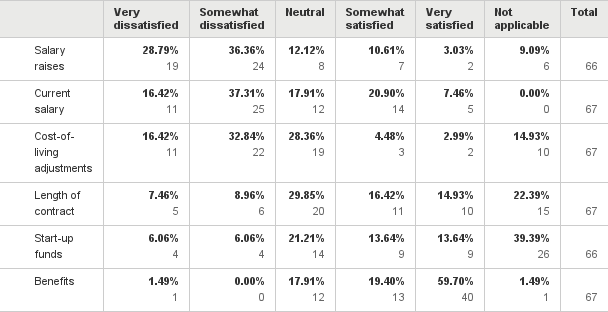 Very dissatisfied Somewhat dissatisfied Neutral Somewhat satisfied Very satisfied Not applicable Total
Salary 28.79% 36.36% 12.12% 10.61% 3.03% 9.09%
raises 19 24 8 7 2 6 66
Current 16.42% 37.31% 17.91% 20.90% 7.46% 0.00%
salary 11 25 12 14 5 0 67
Cost-of- 16.42% 32.84% 28.36% 4.48% 2.99% 14.93%
living 11 22 19 3 2 10 67
adjustments
Length of 7.46% 8.96% 29.85% 16.42% 14.93% 22.39%
contract 5 6 20 11 10 15 67
Start-up 6.06% 6.06% 21.21% 13.64% 13.64% 39.39%
funds 4 4 14 9 9 26 66
Benefits 1.49% 0.00% 17.91% 19.40% 59.70% 1.49%
1 0 12 13 40 1 67